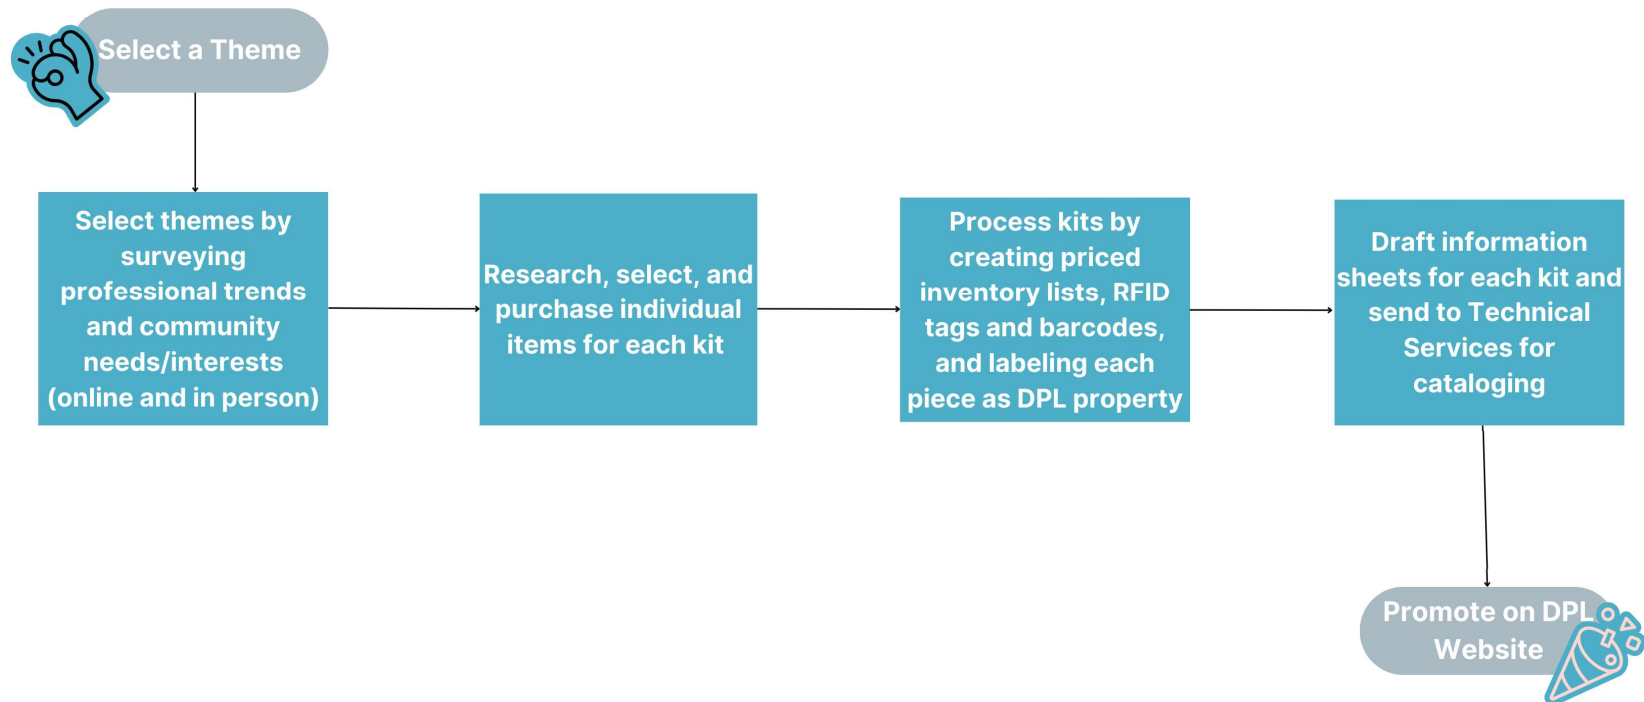 Select a Theme
Select themes by
surveying
professional trends
and community
needs/interests
(online and in person)
Research, select, and
purchase individual
items for each kit
Process kits by
creating priced
inventory lists, RFID
tags and barcodes,
and labeling each
piece as DPL property
Draft information
sheets for each kit and
send to Technical
Services for
cataloging
Promote on DPL
Website